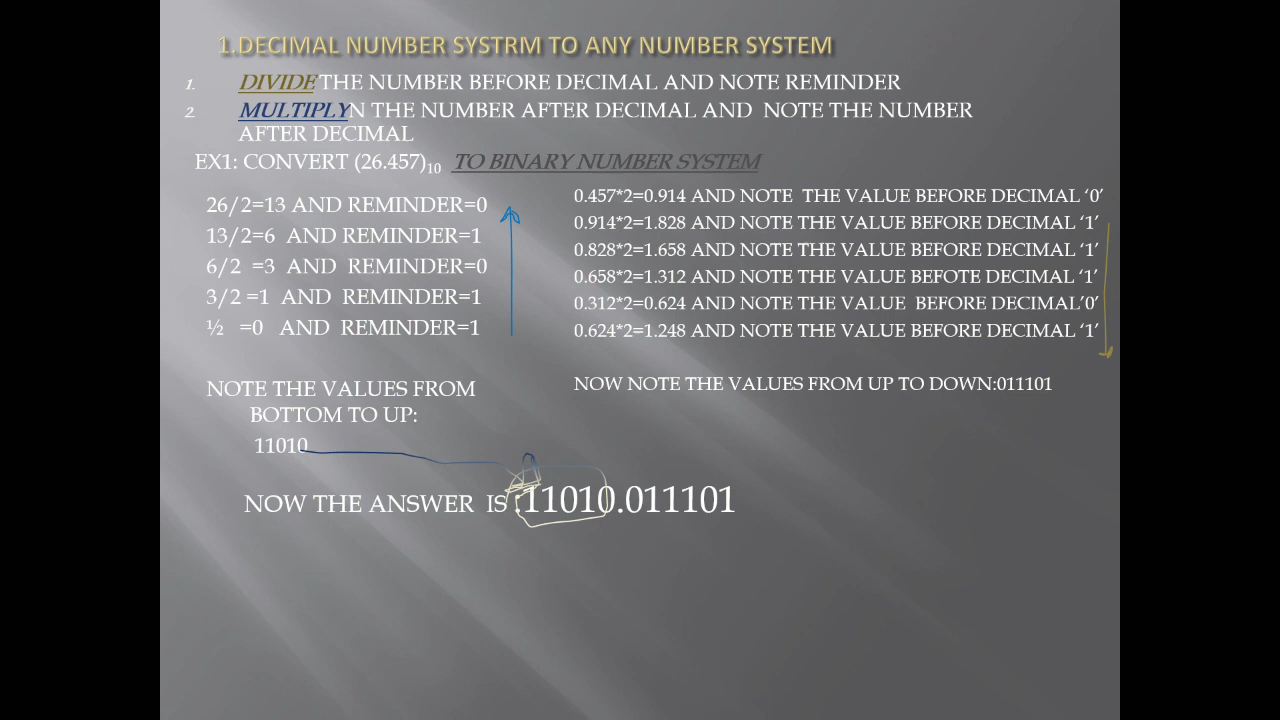 1.DECIMAL NUMBER SYSTRM TO ANY NUMBER SYSTEM
1. DIVIDE THE NUMBER BEFORE DECIMAL AND NOTE REMINDER
2. MULTIPLYN THE NUMBER AFTER DECIMAL AND NOTE THE NUMBER
AFTER DECIMAL
EX1: CONVERT (26.457)10 TO BINARY NUMBER SYSTEM
26/2=13 AND REMINDER=0
13/2=6 AND REMINDER=1
6/2 =3 AND REMINDER=0
3/2 =1 AND REMINDER=1
½ =0 AND REMINDER=1
NOTE THE VALUES FROM
BOTTOM TO UP:
11010
0.457*2=0.914 AND NOTE THE VALUE BEFORE DECIMAL ‘0’
0.914*2=1.828 AND NOTE THE VALUE BEFORE DECIMAL ‘1’
0.828*2=1.658 AND NOTE THE VALUE BEFORE DECIMAL ‘1’
0.658*2=1.312 AND NOTE THE VALUE BEFOTE DECIMAL ‘1’
0.312*2=0.624 AND NOTE THE VALUE BEFORE DECIMAL’0’
0.624*2=1.248 AND NOTE THE VALUE BEFORE DECIMAL ‘1’
NOW NOTE THE VALUES FROM UP TO DOWN:011101
NOW THE ANSWER IS :11010.011101